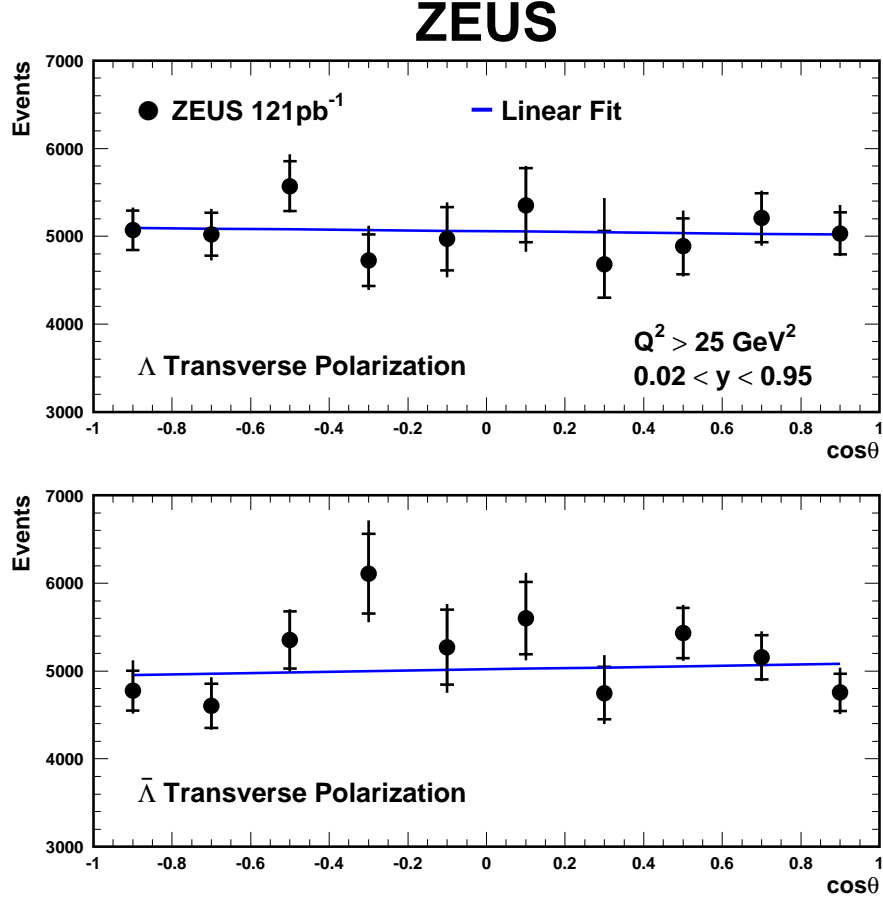 ZEUS
Events
7000
6000
5000
4000
3000
ZEUS 121pb⁻¹
Linear Fit
Λ Transverse Polarization
Q² > 25 GeV²
0.02 < y < 0.95
-1 -0.8 -0.6 -0.4 -0.2 0 0.2 0.4 0.6 0.8 1
cosθ
Events
7000
6000
5000
4000
3000
Λ̄ Transverse Polarization
-1 -0.8 -0.6 -0.4 -0.2 0 0.2 0.4 0.6 0.8 1
cosθ